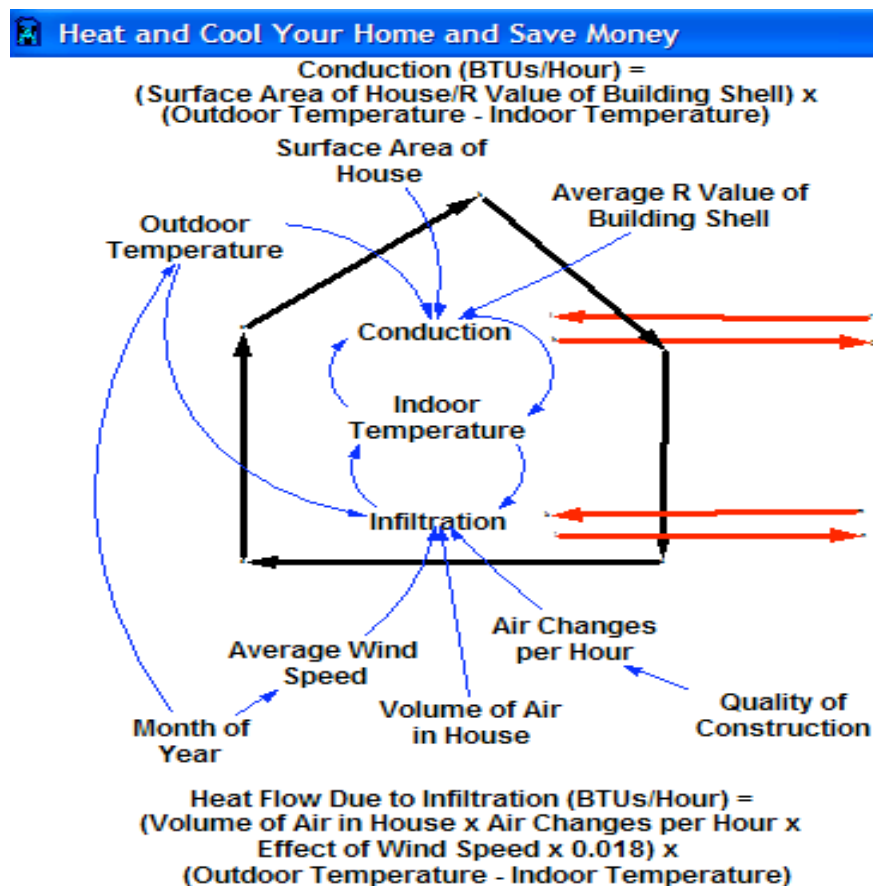 Heat and Cool Your Home and Save Money
Conduction (BTUs/Hour) =
(Surface Area of House/R Value of Building Shell) x
(Outdoor Temperature - Indoor Temperature)
Surface Area of
House
Average R Value of
Building Shell
Outdoor
Temperature
Conduction
Indoor
Temperature
Infiltration
Air Changes
per Hour
Average Wind
Speed
Volume of Air
in House
Quality of
Construction
Month of
Year
Heat Flow Due to Infiltration (BTUs/Hour) =
(Volume of Air in House x Air Changes per Hour x
Effect of Wind Speed x 0.018) x
(Outdoor Temperature - Indoor Temperature)